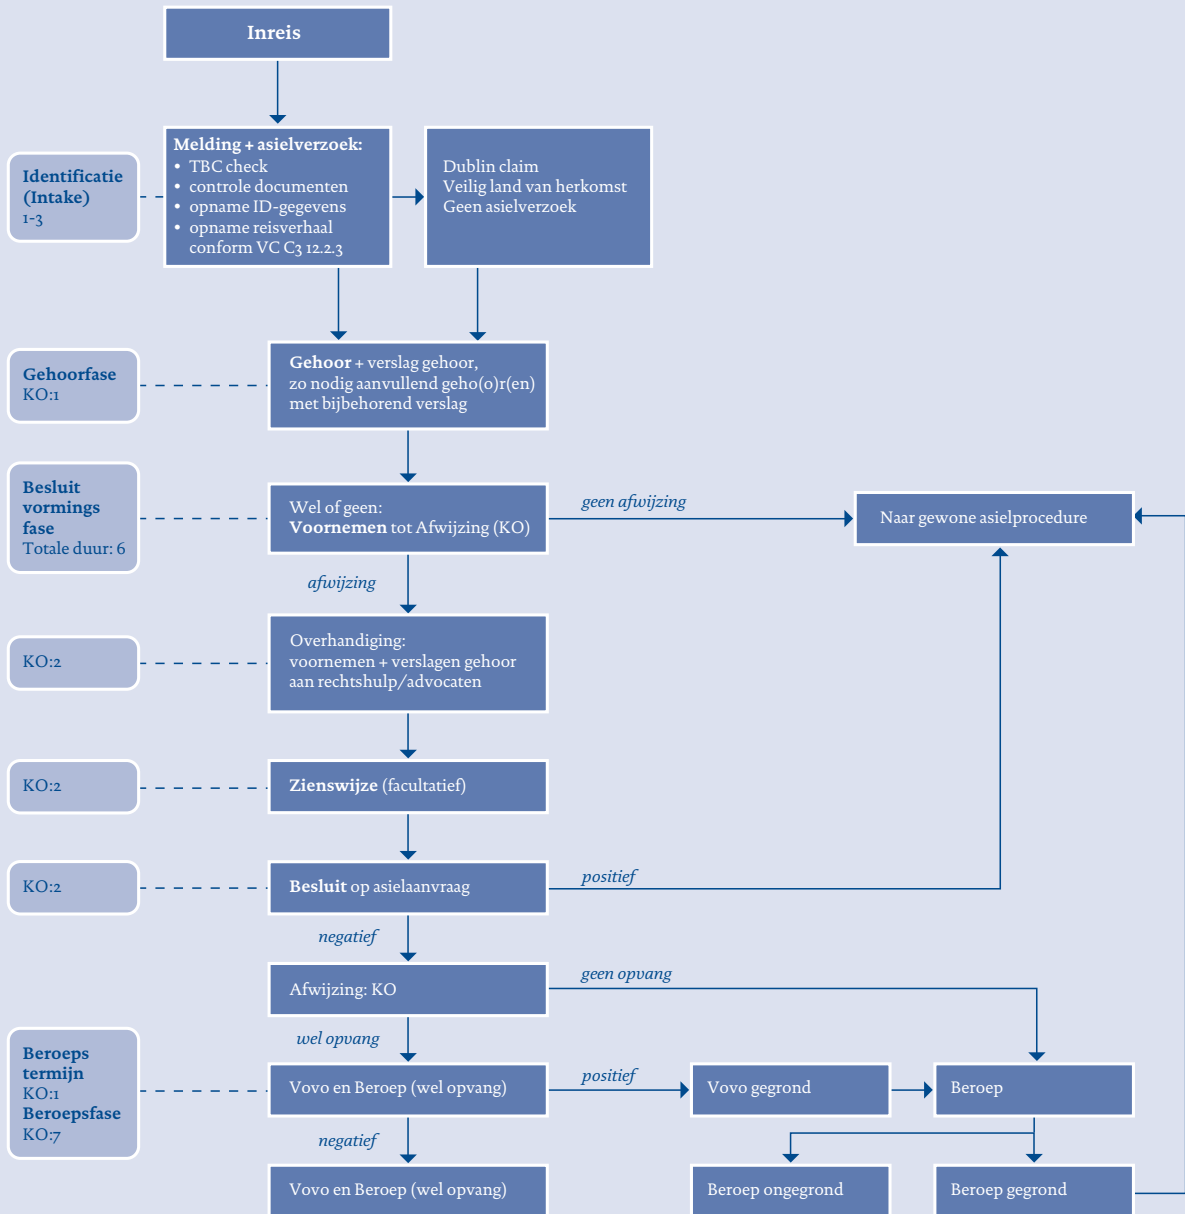 Inreis
Identificatie
(Intake)
1-3
Melding + asielverzoek:
• TBC check
• controle documenten
• opname ID-gegevens
• opname reisverhaal
conform VC C3 12.2.3
Dublin claim
Veilig land van herkomst
Geen asielverzoek
Gehoorfase
KO:1
Gehoor + verslag gehoor,
zo nodig aanvullend geho(o)r(en)
met bijbehorend verslag
Besluit
vormings
fase
Totale duur: 6
Wel of geen:
Voornemen tot Afwijzing (KO)
geen afwijzing
Naar gewone asielprocedure
afwijzing
KO:2
Overhandiging:
voornemen + verslagen gehoor
aan rechtshulp/advocaten
KO:2
Zienswijze (facultatief)
KO:2
Besluit op asielaanvraag
positief
negatief
Afwijzing: KO
geen opvang
wel opvang
Beroeps
termijn
KO:1
Beroepsfase
KO:7
Vovo en Beroep (wel opvang)
positief
Vovo gegrond
Beroep
negatief
Vovo en Beroep (wel opvang)
Beroep ongegrond
Beroep gegrond